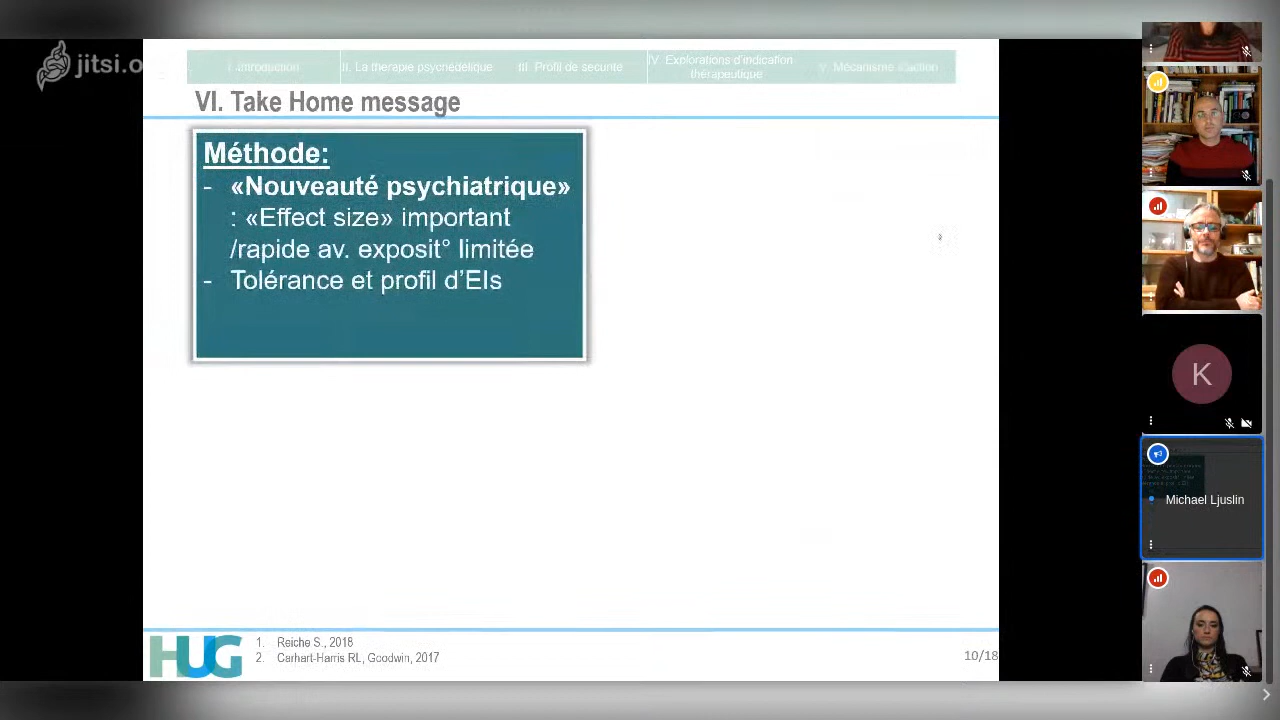 jitsi.o
I. Introduction
II. La thérapie psychédélique
III. Profil de sécurité
IV. Explorations d'indication
thérapeutique
V. Mécanisme d'action
VI. Take Home message
Méthode:
- «Nouveauté psychiatrique»
: «Effect size» important
/rapide av. exposit° limitée
- Tolérance et profil d'EIs
HUG
1. Reiche S., 2018
2. Carhart-Harris RL, Goodwin, 2017
10/18
K
Michael Ljuslin